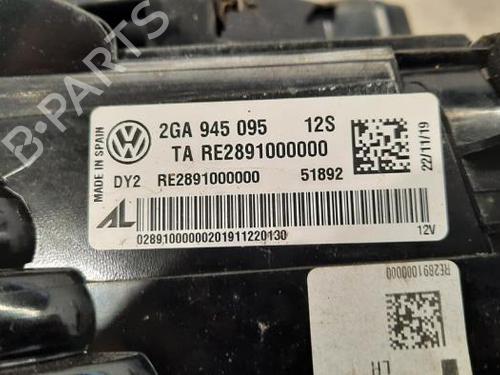 B-Parts
MADE IN SPAIN
2GA 945 095 12S
TA RE2891000000
DY2 RE2891000000 51892
22/11/19
AL
02891000000201911220130 12V
RE2891000000
LH